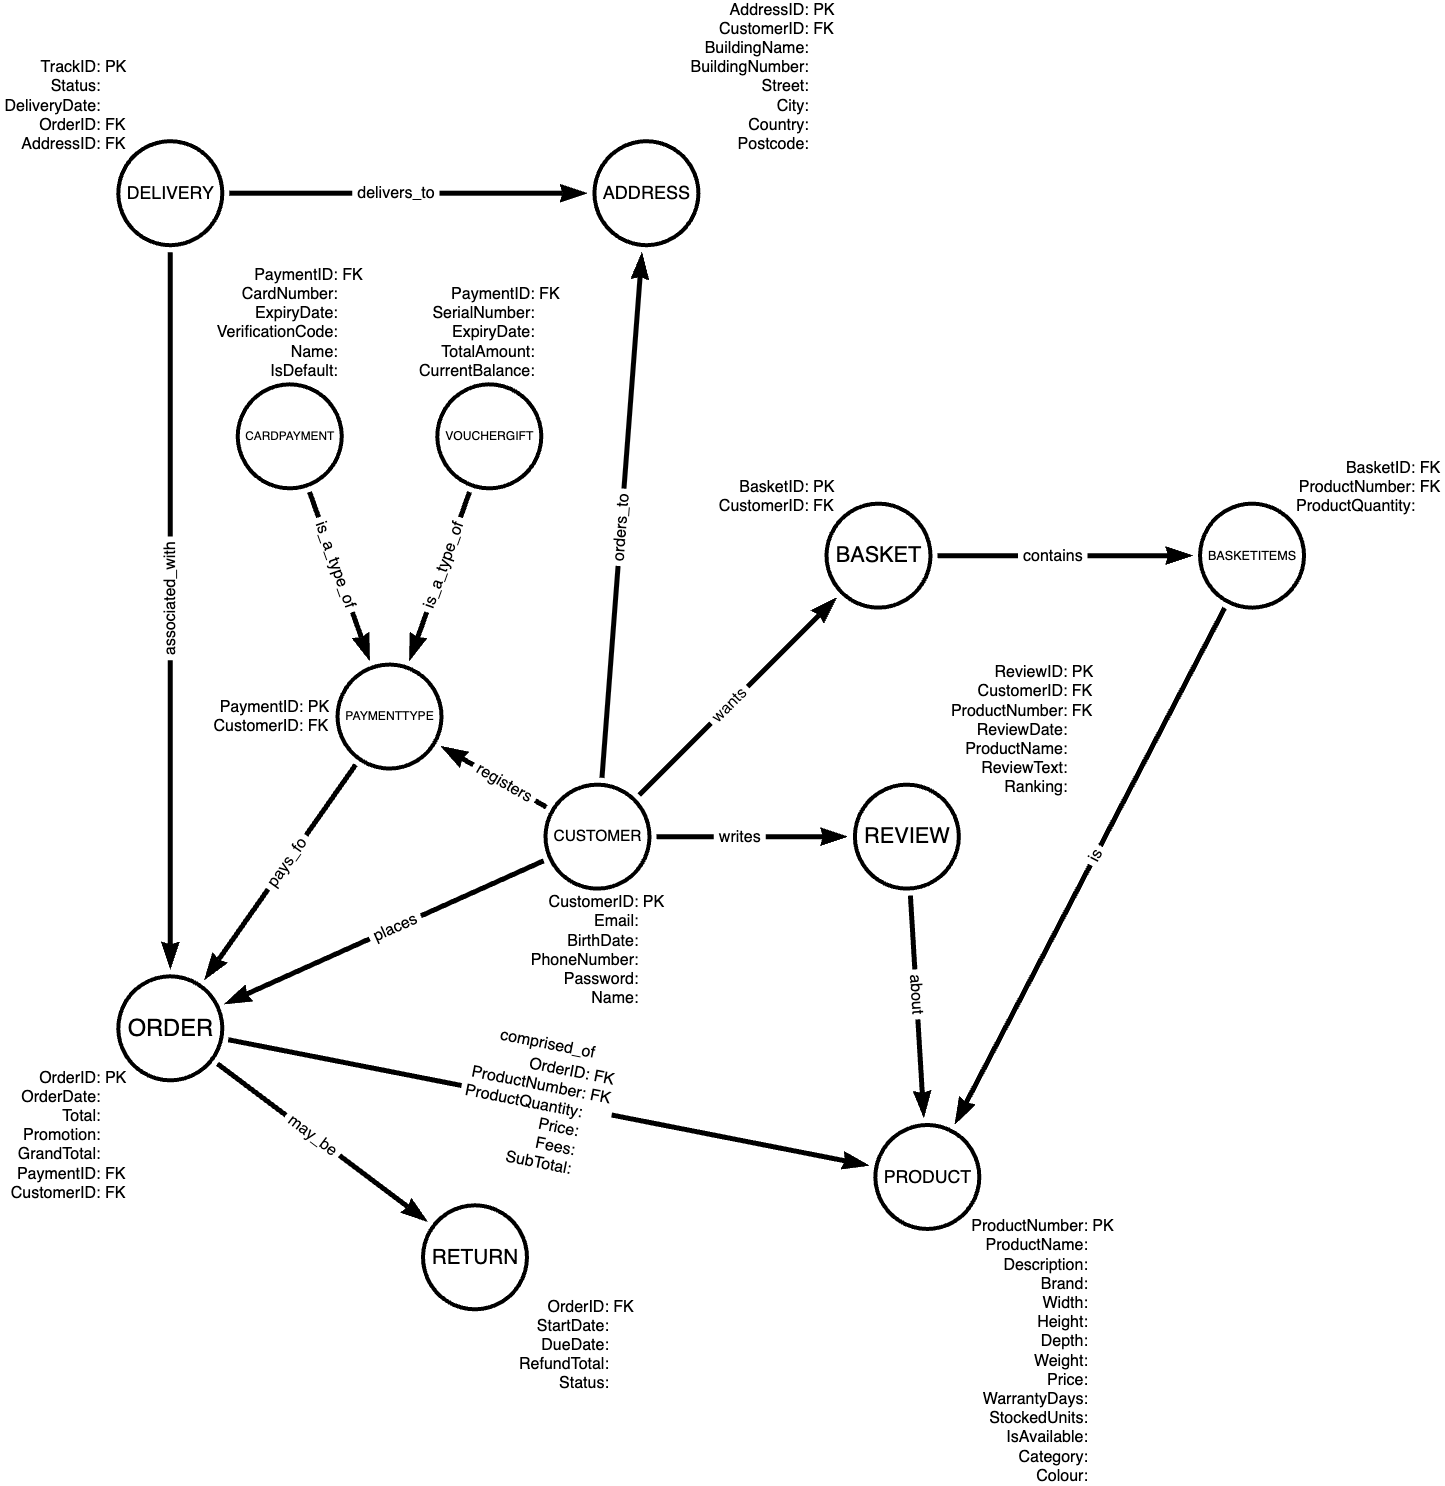 AddressID: PK
CustomerID: FK
BuildingName:
BuildingNumber:
Street:
City:
Country:
Postcode:
TrackID: PK
Status:
DeliveryDate:
OrderID: FK
AddressID: FK
DELIVERY
delivers_to
ADDRESS
PaymentID: FK
CardNumber:
ExpiryDate:
VerificationCode:
Name:
IsDefault:
PaymentID: FK
SerialNumber:
ExpiryDate:
TotalAmount:
CurrentBalance:
CARDPAYMENT
VOUCHERGIFT
is_a_type_of
is_a_type_of
orders_to
associated_with
BasketID: PK
CustomerID: FK
BASKET
contains
BasketID: FK
ProductNumber: FK
ProductQuantity:
BASKETITEMS
PaymentID: PK
CustomerID: FK
PAYMENTTYPE
registers
wants
ReviewID: PK
CustomerID: FK
ProductNumber: FK
ReviewDate:
ProductName:
ReviewText:
Ranking:
CUSTOMER
writes
REVIEW
is
pays_fo
places
CustomerID: PK
Email:
BirthDate:
PhoneNumber:
Password:
Name:
about
ORDER
OrderID: PK
OrderDate:
Total:
Promotion:
GrandTotal:
PaymentID: FK
CustomerID: FK
comprised_of
OrderID: FK
ProductNumber: FK
ProductQuantity:
Price:
Fees:
SubTotal:
may_be
RETURN
OrderID: FK
StartDate:
DueDate:
RefundTotal:
Status:
PRODUCT
ProductNumber: PK
ProductName:
Description:
Brand:
Width:
Height:
Depth:
Weight:
Price:
WarrantyDays:
StockedUnits:
IsAvailable:
Category:
Colour: